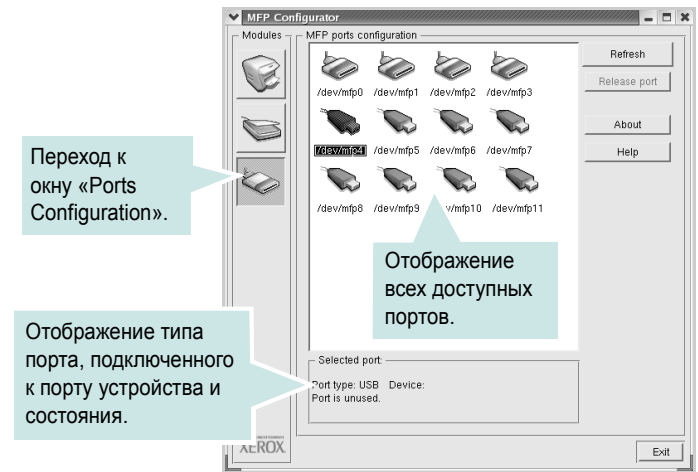 MFP Configurator
Modules
MFP ports configuration
Refresh
Release port
About
Help
/dev/mfp0 /dev/mfp1 /dev/mfp2 /dev/mfp3
/dev/mfp4 /dev/mfp5 /dev/mfp6 /dev/mfp7
/dev/mfp8 /dev/mfp9 /dev/mfp10 /dev/mfp11
Переход к
окну «Ports
Configuration».
Отображение
всех доступных
портов.
Отображение типа
порта, подключенного
к порту устройства и
состояния.
Selected port:
Port type: USB Device:
Port is unused.
XEROX
Exit